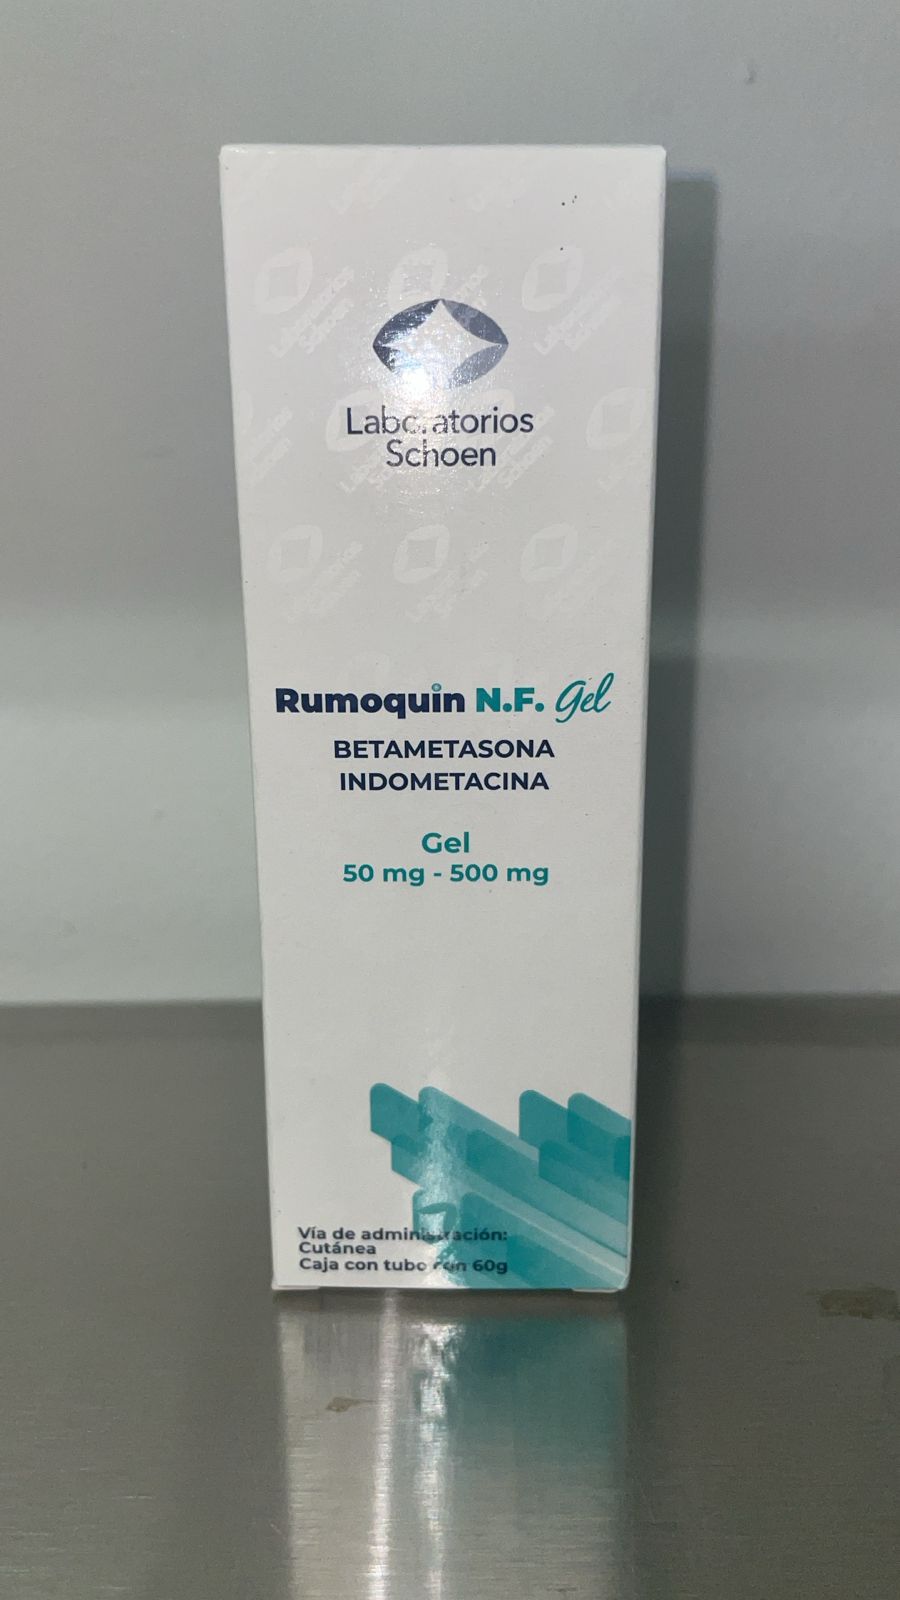 Laboratorios
Schoen
Rumoquin N.F. Gel
BETAMETASONA
INDOMETACINA
Gel
50 mg - 500 mg
Vía de administración:
Cutánea
Caja con tubo con 60g